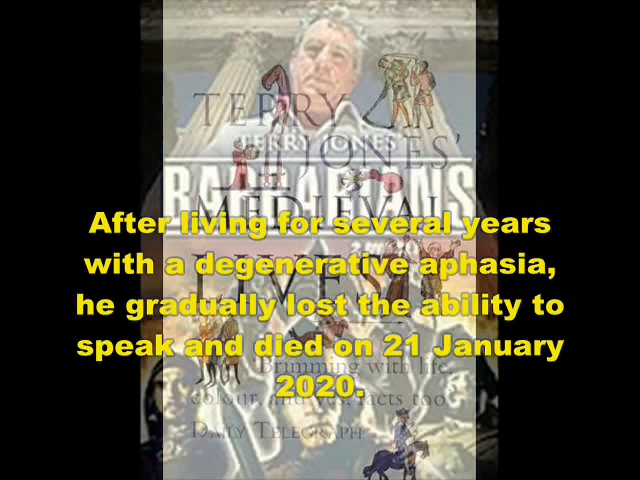 TERRY
JONES'
TERRY JONES'
BARBARIANS
MEDIEVAL
After living for several years
with a degenerative aphasia,
LIVES
he gradually lost the ability to
speak and died on 21 January
Brimming with life,
2020.
colour, and yes, facts too
DAILY TELEGRAPH